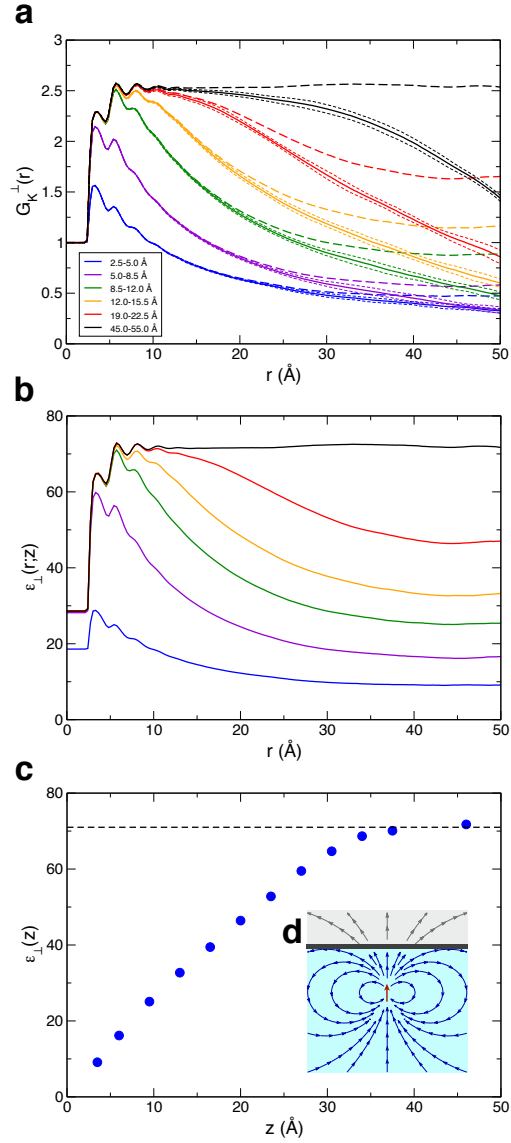 a
3
2.5
2
1.5
1
0.5
0
G_K^⊥(r)
2.5-5.0 Å
5.0-8.5 Å
8.5-12.0 Å
12.0-15.5 Å
19.0-22.5 Å
45.0-55.0 Å
0 10 20 30 40 50
r (Å)
b
80
60
40
20
0
ε⊥(r;z)
0 10 20 30 40 50
r (Å)
c
80
60
40
20
0
ε⊥(z)
d
0 10 20 30 40 50
z (Å)